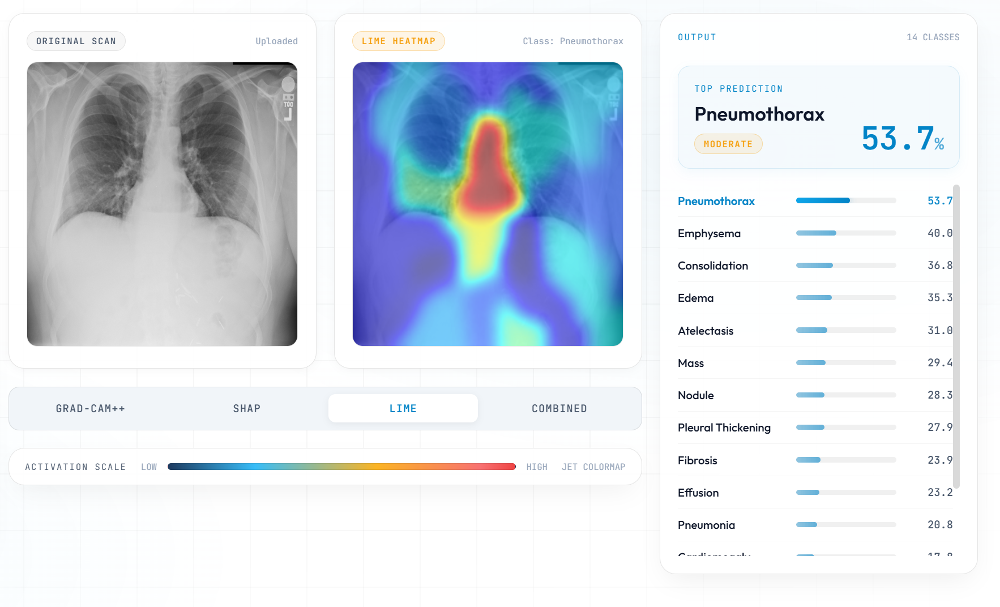 ORIGINAL SCAN
Uploaded
LIME HEATMAP
Class: Pneumothorax
GRAD-CAM++
SHAP
LIME
COMBINED
ACTIVATION SCALE
LOW
HIGH
JET COLORMAP
OUTPUT
14 CLASSES
TOP PREDICTION
Pneumothorax
MODERATE
53.7%
Pneumothorax 53.7
Emphysema 40.0
Consolidation 36.8
Edema 35.3
Atelectasis 31.0
Mass 29.4
Nodule 28.3
Pleural Thickening 27.9
Fibrosis 23.9
Effusion 23.2
Pneumonia 20.8